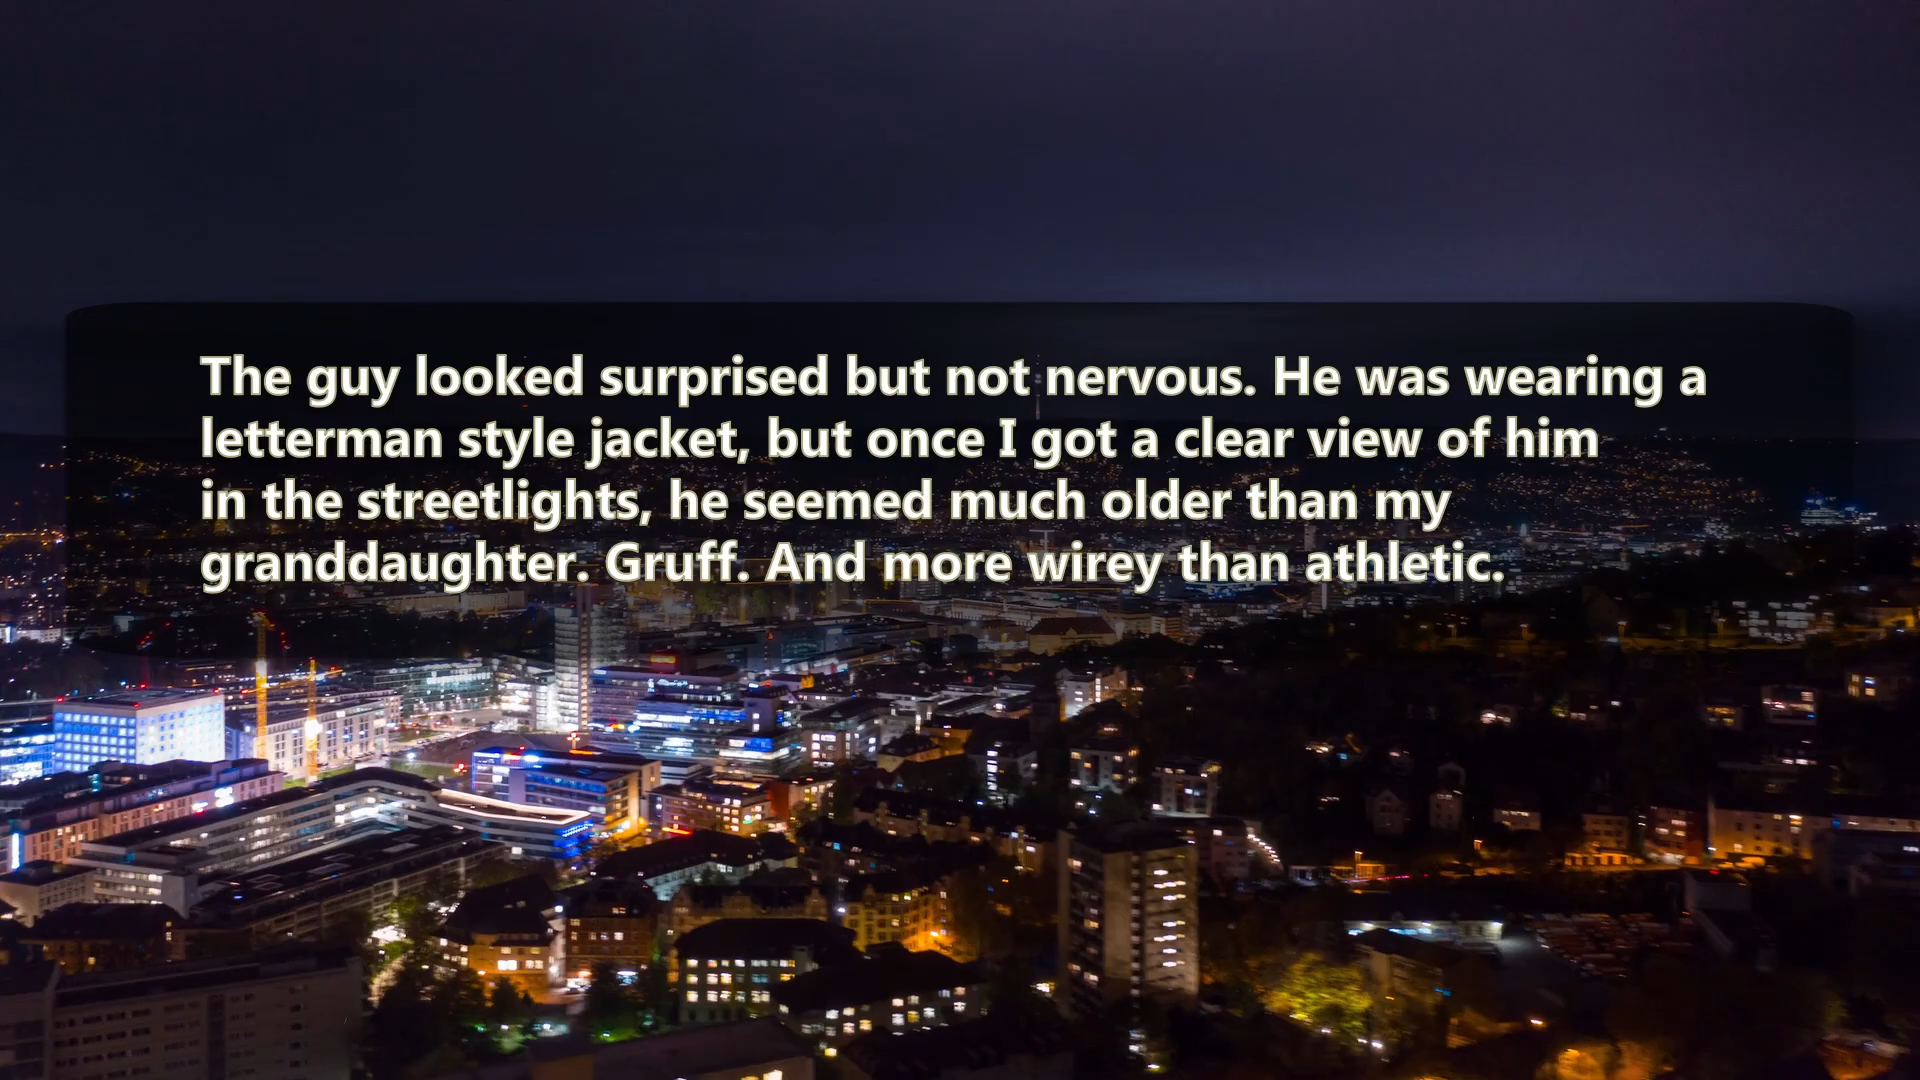 The guy looked surprised but not nervous. He was wearing a
letterman style jacket, but once I got a clear view of him
in the streetlights, he seemed much older than my
granddaughter. Gruff. And more wirey than athletic.